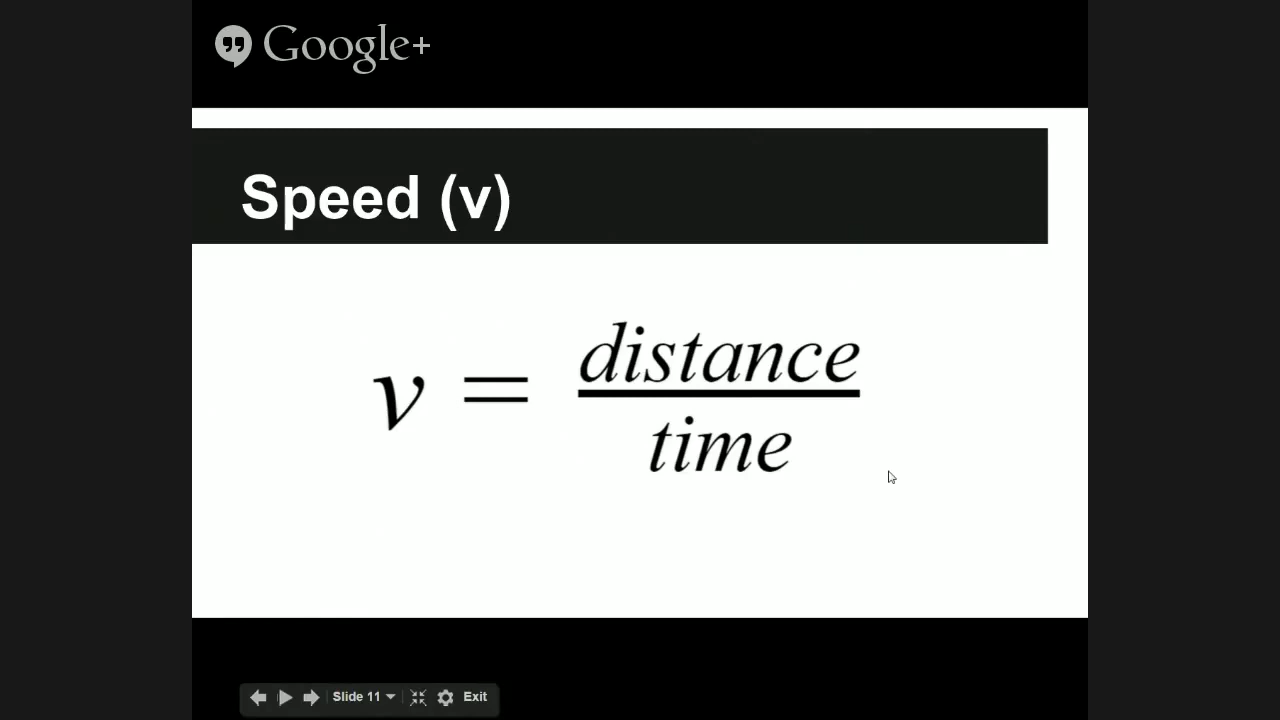 Google+
Speed (v)
v = distance
time
Slide 11
Exit